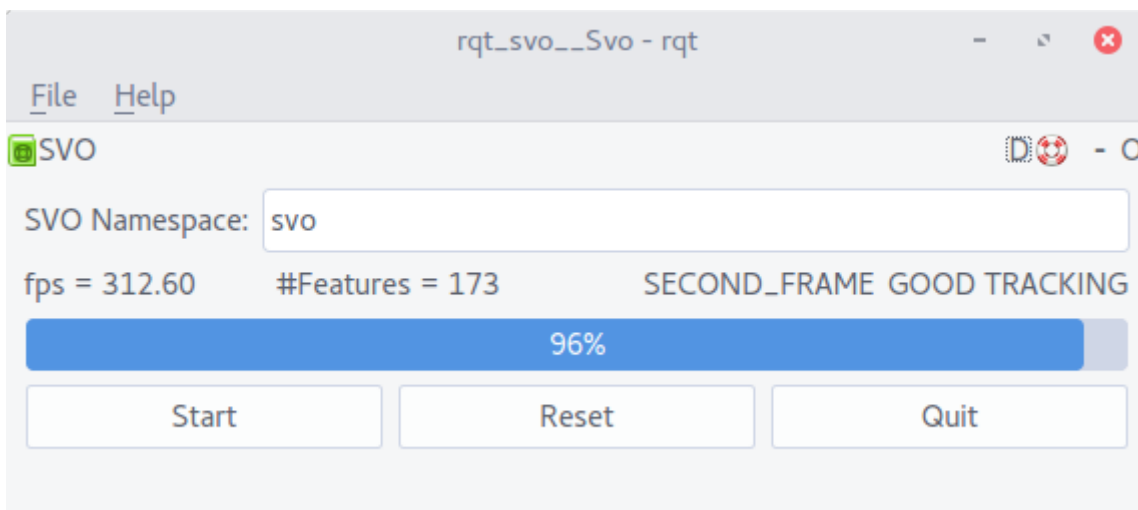 rqt_svo__Svo - rqt
File Help
SVO D - O
SVO Namespace: svo
fps = 312.60 #Features = 173 SECOND_FRAME GOOD TRACKING
96%
Start Reset Quit